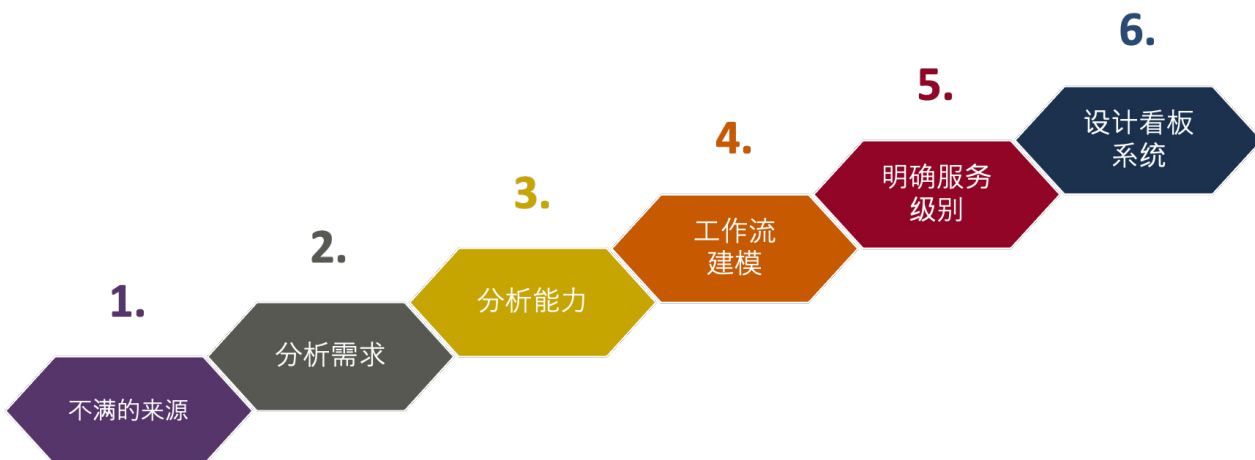 1.
不满的来源
2.
分析需求
3.
分析能力
4.
工作流
建模
5.
明确服务
级别
6.
设计看板
系统